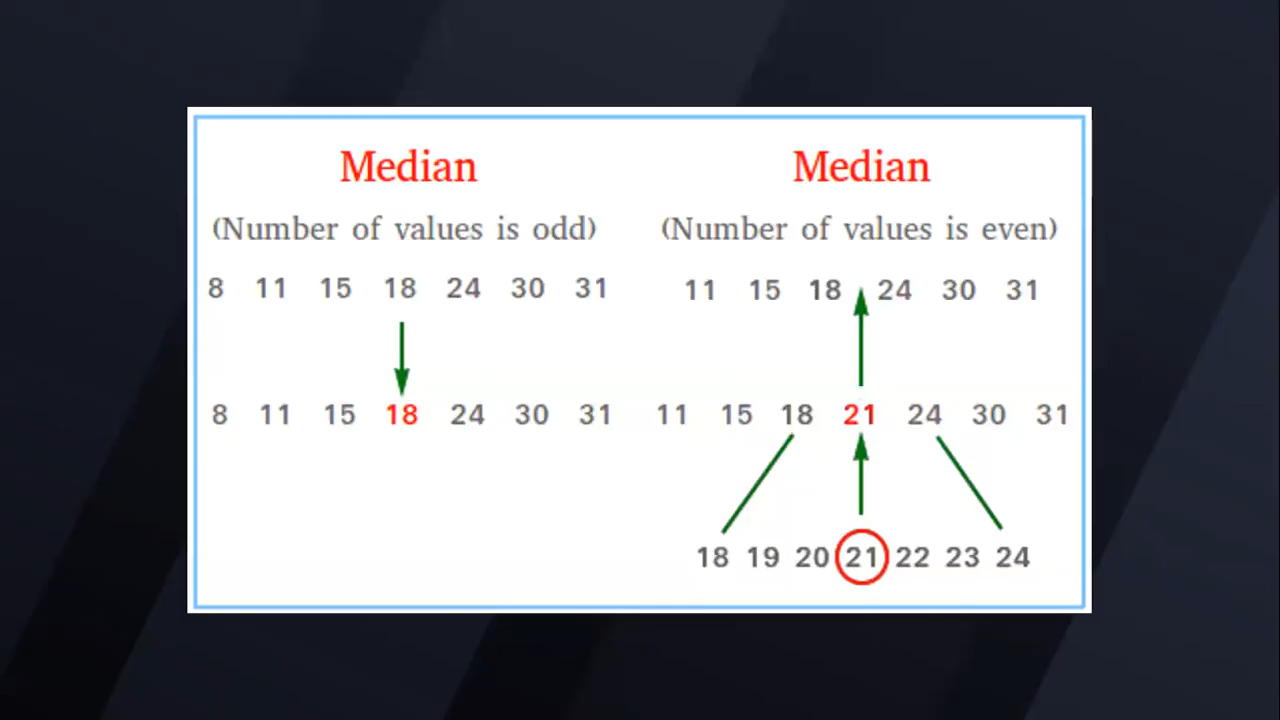 Median
(Number of values is odd)
8 11 15 18 24 30 31
8 11 15 18 24 30 31
Median
(Number of values is even)
11 15 18 24 30 31
11 15 18 21 24 30 31
18 19 20 21 22 23 24